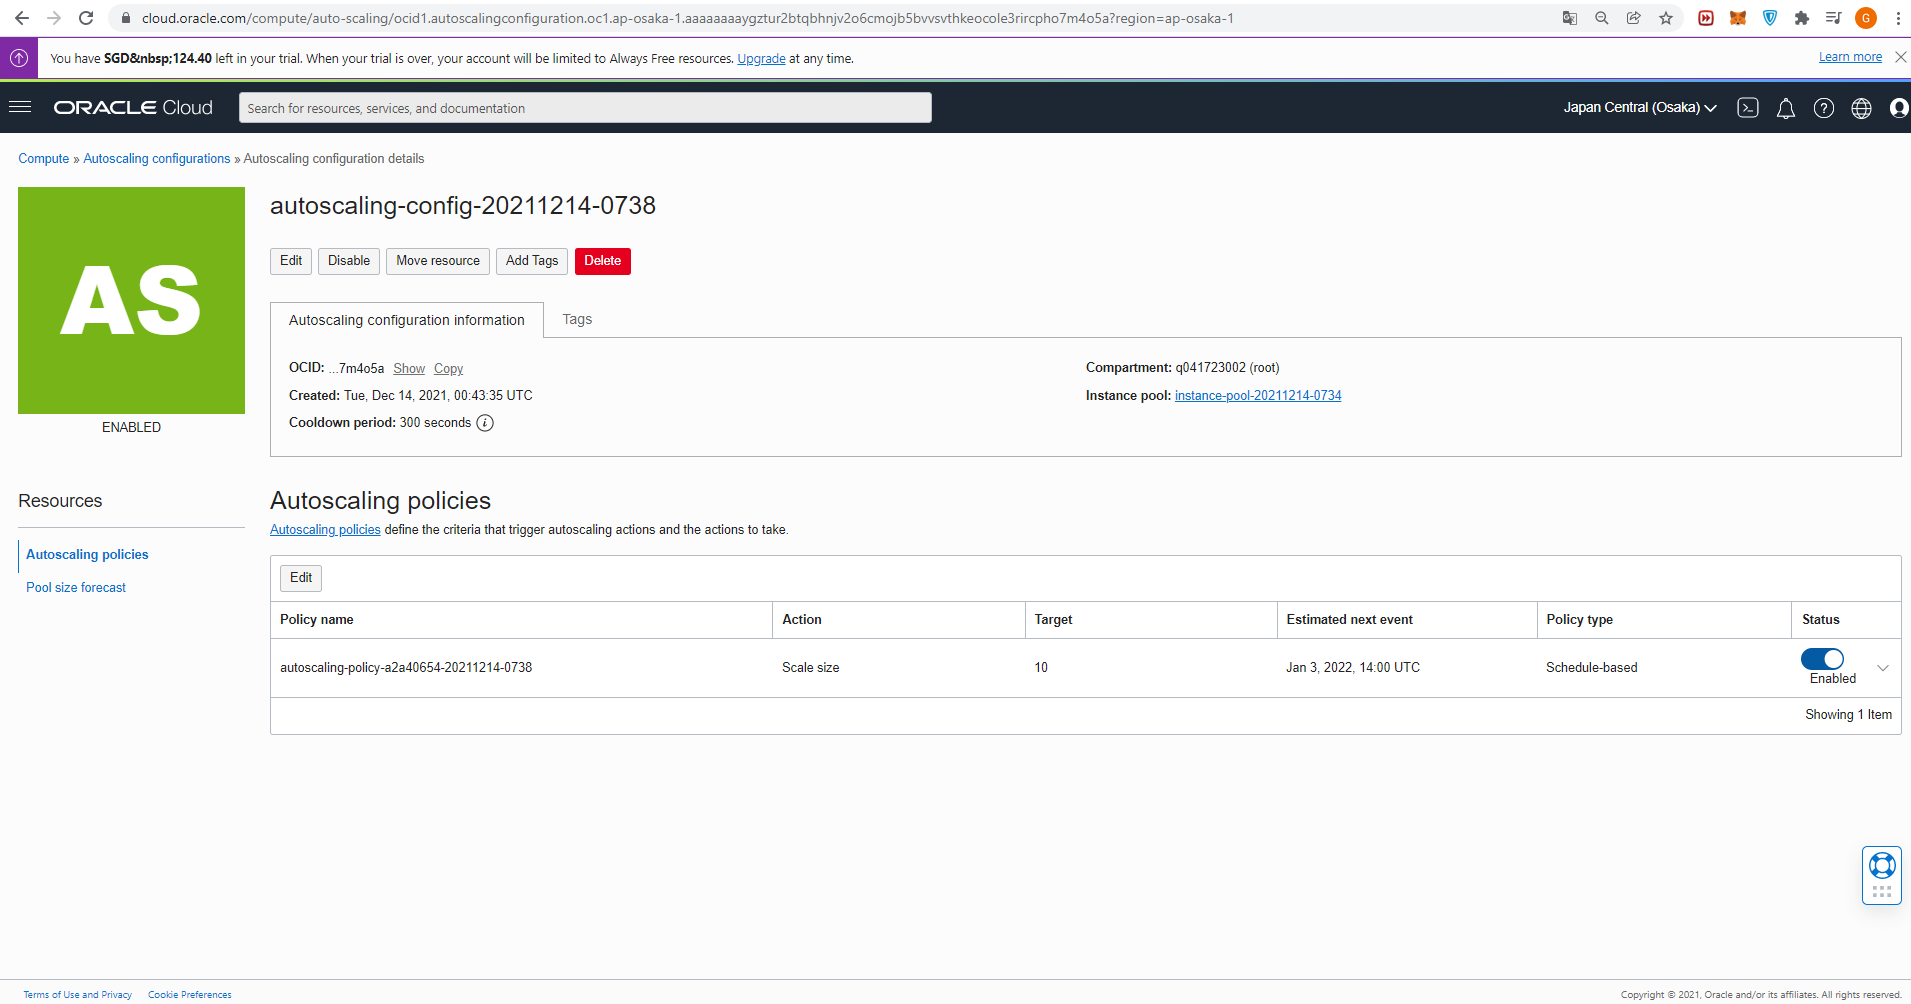 cloud.oracle.com/compute/auto-scaling/ocid1.autoscalingconfiguration.oc1.ap-osaka-1.aaaaaaaaygztur2btqbhnjv2o6cmojb5bvvsvthkeocole3rircpho7m4o5a?region=ap-osaka-1
G
You have SGD&nbsp;124.40 left in your trial. When your trial is over, your account will be limited to Always Free resources. Upgrade at any time.
Learn more
ORACLE Cloud
Search for resources, services, and documentation
Japan Central (Osaka)
Compute » Autoscaling configurations » Autoscaling configuration details
AS
ENABLED
autoscaling-config-20211214-0738
Edit
Disable
Move resource
Add Tags
Delete
Autoscaling configuration information
Tags
OCID: ...7m4o5a Show Copy
Created: Tue, Dec 14, 2021, 00:43:35 UTC
Cooldown period: 300 seconds
Compartment: q041723002 (root)
Instance pool: instance-pool-20211214-0734
Resources
Autoscaling policies
Pool size forecast
Autoscaling policies
Autoscaling policies define the criteria that trigger autoscaling actions and the actions to take.
Edit
Policy name
Action
Target
Estimated next event
Policy type
Status
autoscaling-policy-a2a40654-20211214-0738
Scale size
10
Jan 3, 2022, 14:00 UTC
Schedule-based
Enabled
Showing 1 Item
Terms of Use and Privacy
Cookie Preferences
Copyright © 2021, Oracle and/or its affiliates. All rights reserved.